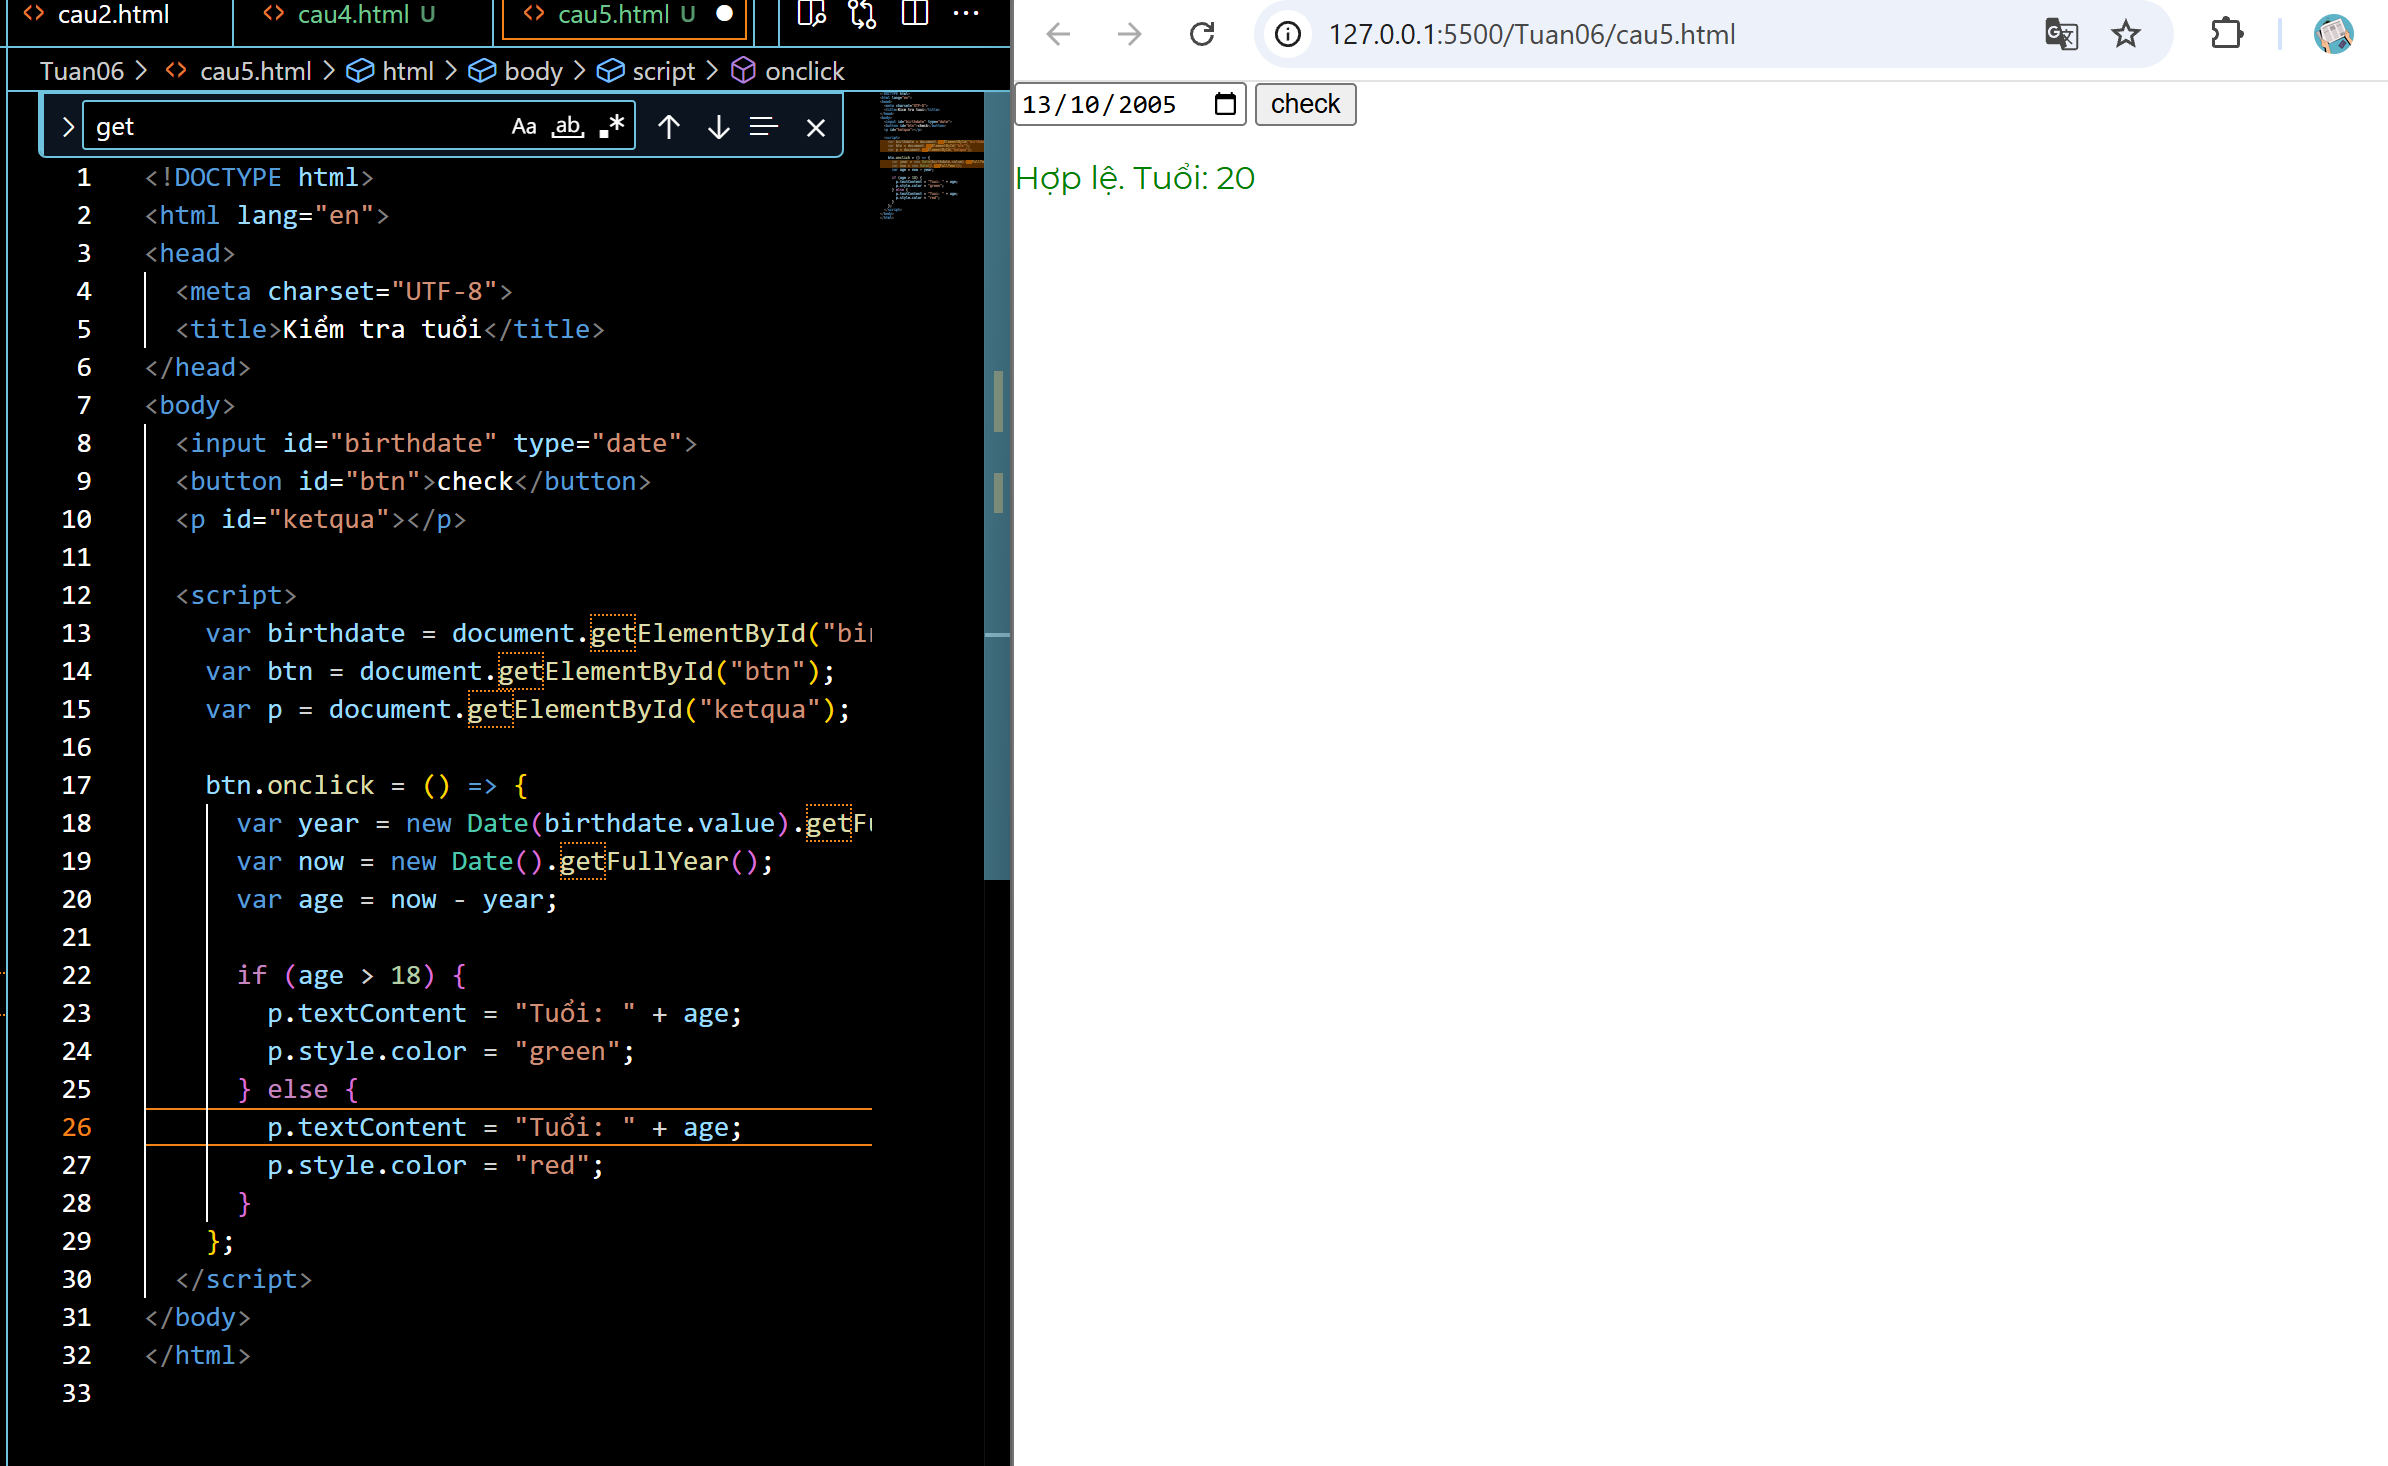 cau2.html cau4.html U cau5.html U
Tuan06 > cau5.html > html > body > script > onclick
get Aa ab .*
1 <!DOCTYPE html>
2 <html lang="en">
3 <head>
4 <meta charset="UTF-8">
5 <title>Kiểm tra tuổi</title>
6 </head>
7 <body>
8 <input id="birthdate" type="date">
9 <button id="btn">check</button>
10 <p id="ketqua"></p>
11
12 <script>
13 var birthdate = document.getElementById("bir
14 var btn = document.getElementById("btn");
15 var p = document.getElementById("ketqua");
16
17 btn.onclick = () => {
18 var year = new Date(birthdate.value).getFu
19 var now = new Date().getFullYear();
20 var age = now - year;
21
22 if (age > 18) {
23 p.textContent = "Tuổi: " + age;
24 p.style.color = "green";
25 } else {
26 p.textContent = "Tuổi: " + age;
27 p.style.color = "red";
28 }
29 };
30 </script>
31 </body>
32 </html>
33
127.0.0.1:5500/Tuan06/cau5.html
13/10/2005 check
Hợp lệ. Tuổi: 20